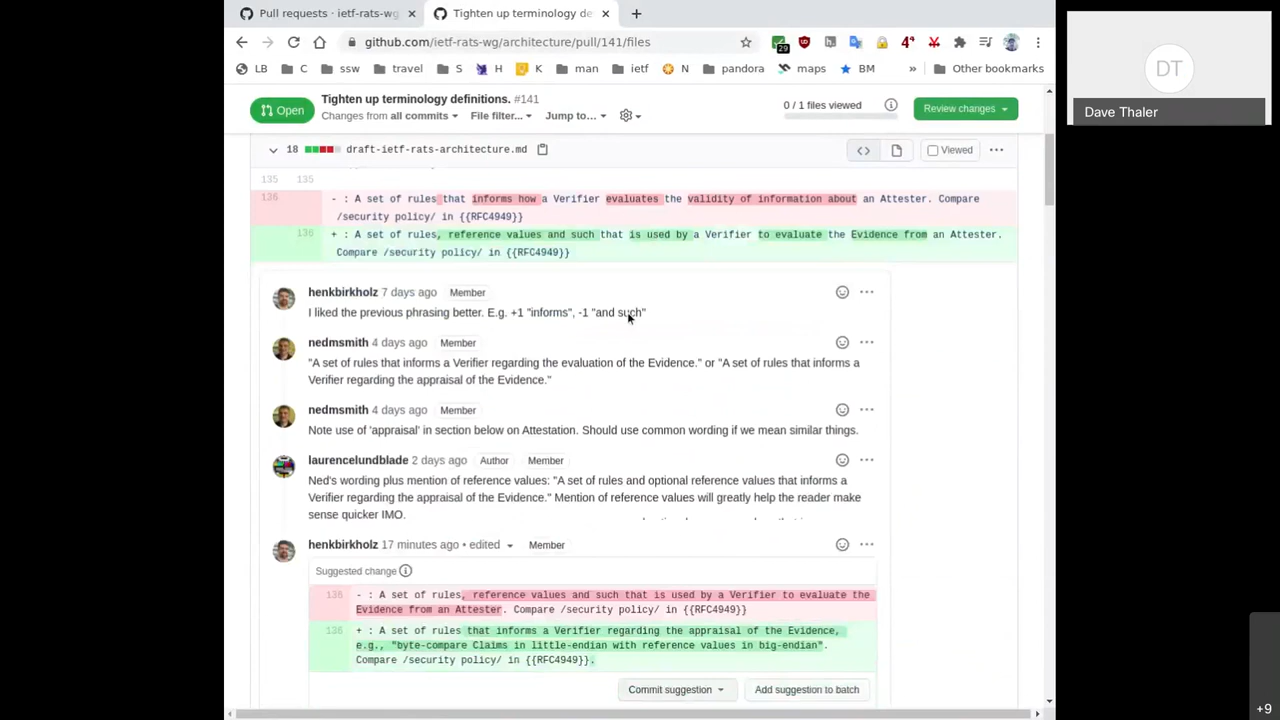 Pull requests · ietf-rats-wg
Tighten up terminology de
github.com/ietf-rats-wg/architecture/pull/141/files
29
LB
C
ssw
travel
S
H
K
man
ietf
N
pandora
maps
BM
»
Other bookmarks
Open
Tighten up terminology definitions. #141
Changes from all commits
File filter...
Jump to...
0 / 1 files viewed
Review changes
18
draft-ietf-rats-architecture.md
Viewed
135 135
136 - : A set of rules that informs how a Verifier evaluates the validity of information about an Attester. Compare
/security policy/ in {{RFC4949}}
136 + : A set of rules, reference values and such that is used by a Verifier to evaluate the Evidence from an Attester.
Compare /security policy/ in {{RFC4949}}
henkbirkholz 7 days ago Member
I liked the previous phrasing better. E.g. +1 "informs", -1 "and such"
nedmsmith 4 days ago Member
"A set of rules that informs a Verifier regarding the evaluation of the Evidence." or "A set of rules that informs a
Verifier regarding the appraisal of the Evidence."
nedmsmith 4 days ago Member
Note use of 'appraisal' in section below on Attestation. Should use common wording if we mean similar things.
laurencelundblade 2 days ago Author Member
Ned's wording plus mention of reference values: "A set of rules and optional reference values that informs a
Verifier regarding the appraisal of the Evidence." Mention of reference values will greatly help the reader make
sense quicker IMO.
henkbirkholz 17 minutes ago • edited Member
Suggested change
136 - : A set of rules, reference values and such that is used by a Verifier to evaluate the
Evidence from an Attester. Compare /security policy/ in {{RFC4949}}
136 + : A set of rules that informs a Verifier regarding the appraisal of the Evidence,
e.g., "byte-compare Claims in little-endian with reference values in big-endian".
Compare /security policy/ in {{RFC4949}}.
Commit suggestion
Add suggestion to batch
DT
Dave Thaler
+9